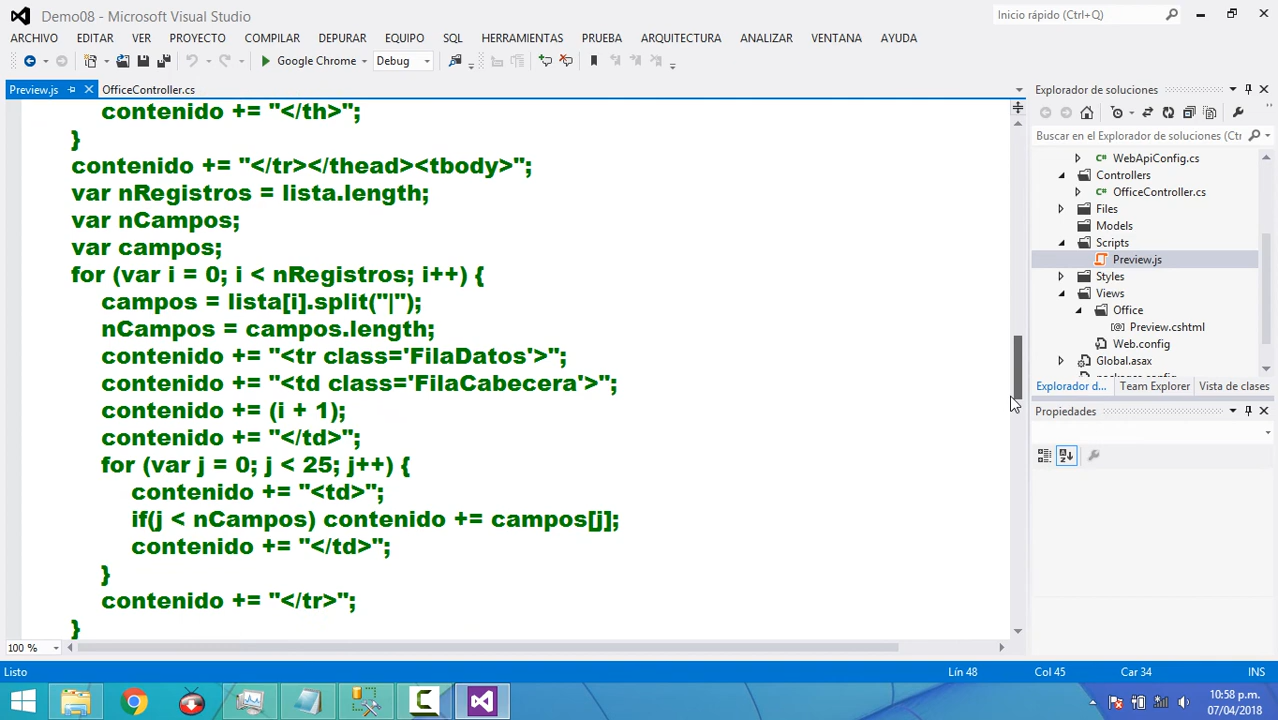 Demo08 - Microsoft Visual Studio
Inicio rápido (Ctrl+Q)
ARCHIVO EDITAR VER PROYECTO COMPILAR DEPURAR EQUIPO SQL HERRAMIENTAS PRUEBA ARQUITECTURA ANALIZAR VENTANA AYUDA
Google Chrome Debug
Preview.js OfficeController.cs
contenido += "</th>";
}
contenido += "</tr></thead><tbody>";
var nRegistros = lista.length;
var nCampos;
var campos;
for (var i = 0; i < nRegistros; i++) {
campos = lista[i].split("|");
nCampos = campos.length;
contenido += "<tr class='FilaDatos'>";
contenido += "<td class='FilaCabecera'>";
contenido += (i + 1);
contenido += "</td>";
for (var j = 0; j < 25; j++) {
contenido += "<td>";
if(j < nCampos) contenido += campos[j];
contenido += "</td>";
}
contenido += "</tr>";
}
100 %
Explorador de soluciones
Buscar en el Explorador de soluciones (Ctr
WebApiConfig.cs
Controllers
OfficeController.cs
Files
Models
Scripts
Preview.js
Styles
Views
Office
Preview.cshtml
Web.config
Global.asax
Explorador d... Team Explorer Vista de clases
Propiedades
Listo Lín 48 Col 45 Car 34 INS
10:58 p.m.
07/04/2018